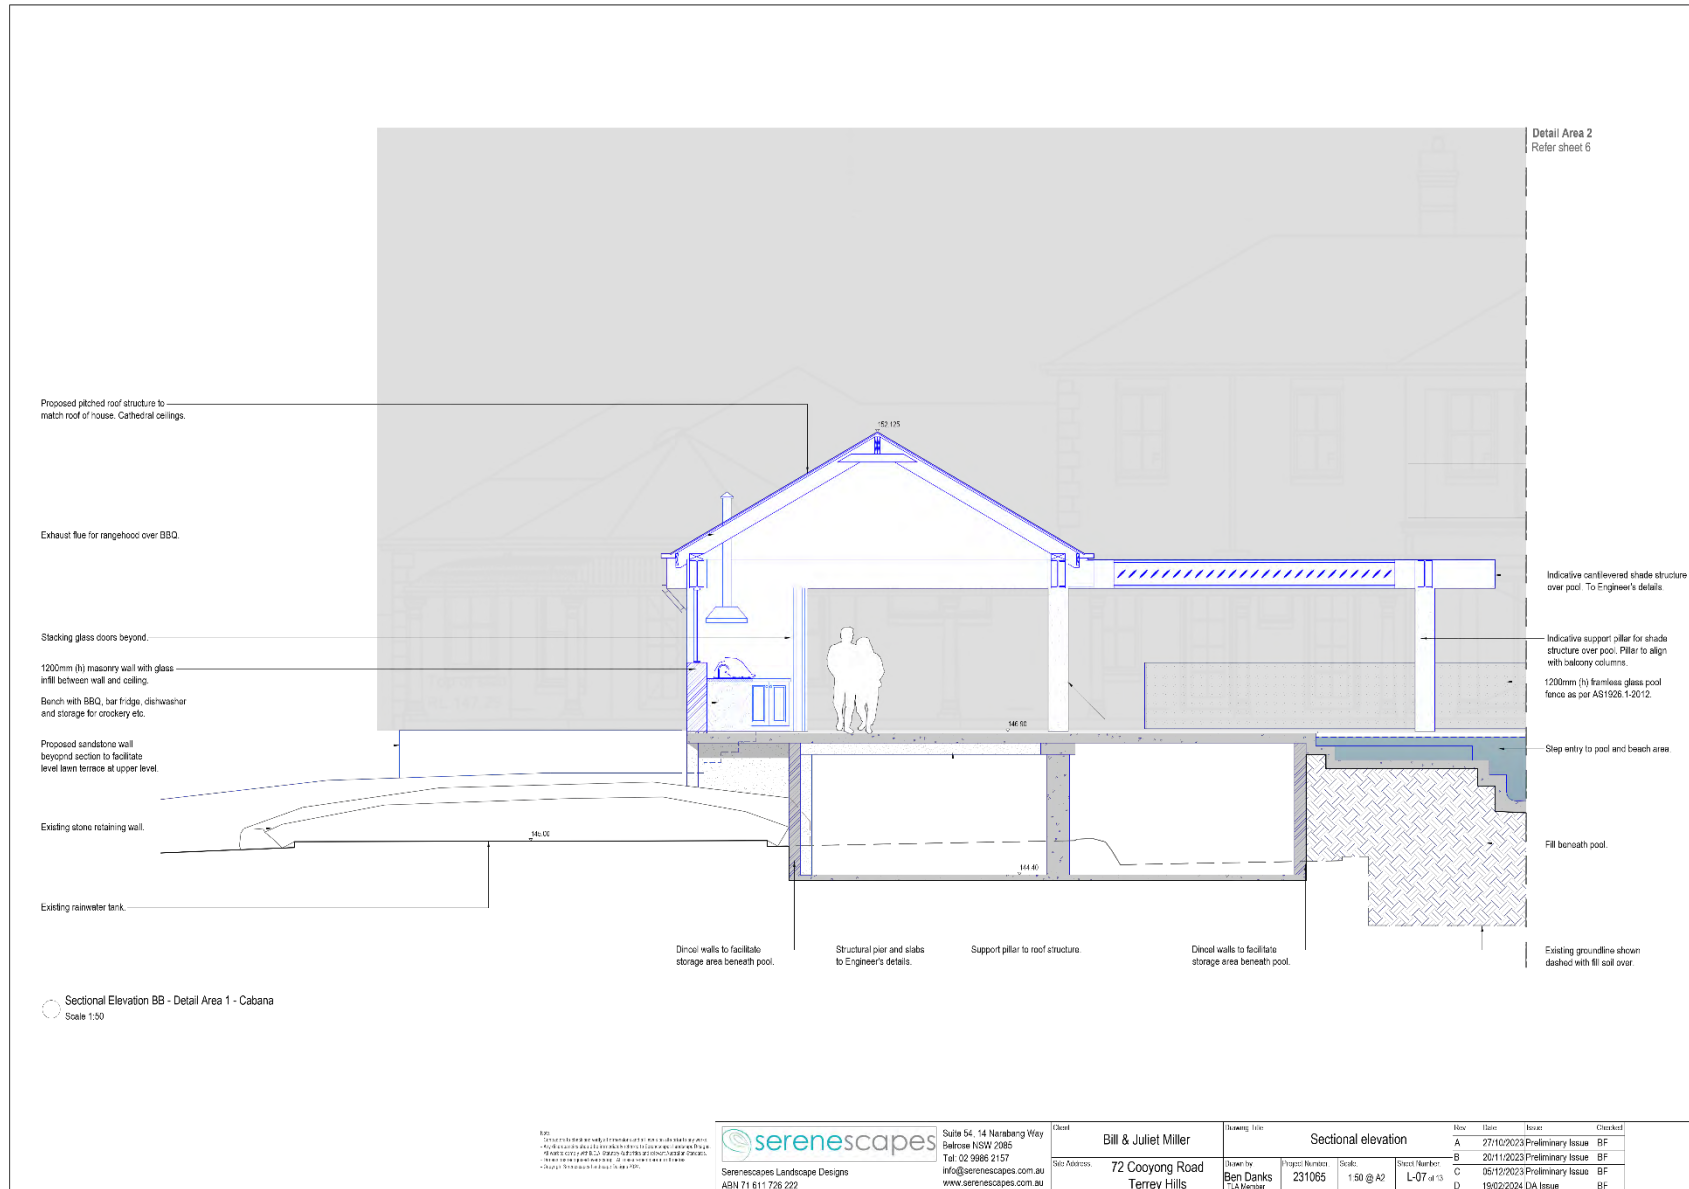 Detail Area 2
Refer sheet 6
Proposed pitched roof structure to
match roof of house. Cathedral ceilings.
152.125
Exhaust flue for rangehood over BBQ.
Indicative cantilevered shade structure
over pool. To Engineer's details.
Stacking glass doors beyond.
Indicative support pillar for shade
structure over pool. Pillar to align
with balcony columns.
1200mm (h) masonry wall with glass
infill between wall and ceiling.
1200mm (h) framless glass pool
fence as per AS1926.1-2012.
Bench with BBQ, bar fridge, dishwasher
and storage for crockery etc.
146.90
Proposed sandstone wall
beyopnd section to facilitate
level lawn terrace at upper level.
Step entry to pool and beach area.
Existing stone retaining wall.
145.00
Fill beneath pool.
144.40
Existing rainwater tank.
Dincel walls to facilitate
storage area beneath pool.
Structural pier and slabs
to Engineer's details.
Support pillar to roof structure.
Dincel walls to facilitate
storage area beneath pool.
Existing groundline shown
dashed with fill soil over.
Sectional Elevation BB - Detail Area 1 - Cabana
Scale 1:50
serenescapes
Serenescapes Landscape Designs
ABN 71 611 726 222
Suite 54, 14 Narabang Way
Belrose NSW 2085
Tel: 02 9986 2157
info@serenescapes.com.au
www.serenescapes.com.au
Client
Bill & Juliet Miller
Site Address:
72 Cooyong Road
Terrey Hills
Drawing title
Sectional elevation
Drawn by
Ben Danks
TLA Member
Project Number:
231065
Scale:
1:50 @ A2
Sheet Number
L-07 of 13
Rev Date Issue Checked
A 27/10/2023 Preliminary Issue BF
B 20/11/2023 Preliminary Issue BF
C 05/12/2023 Preliminary Issue BF
D 19/02/2024 DA Issue BF